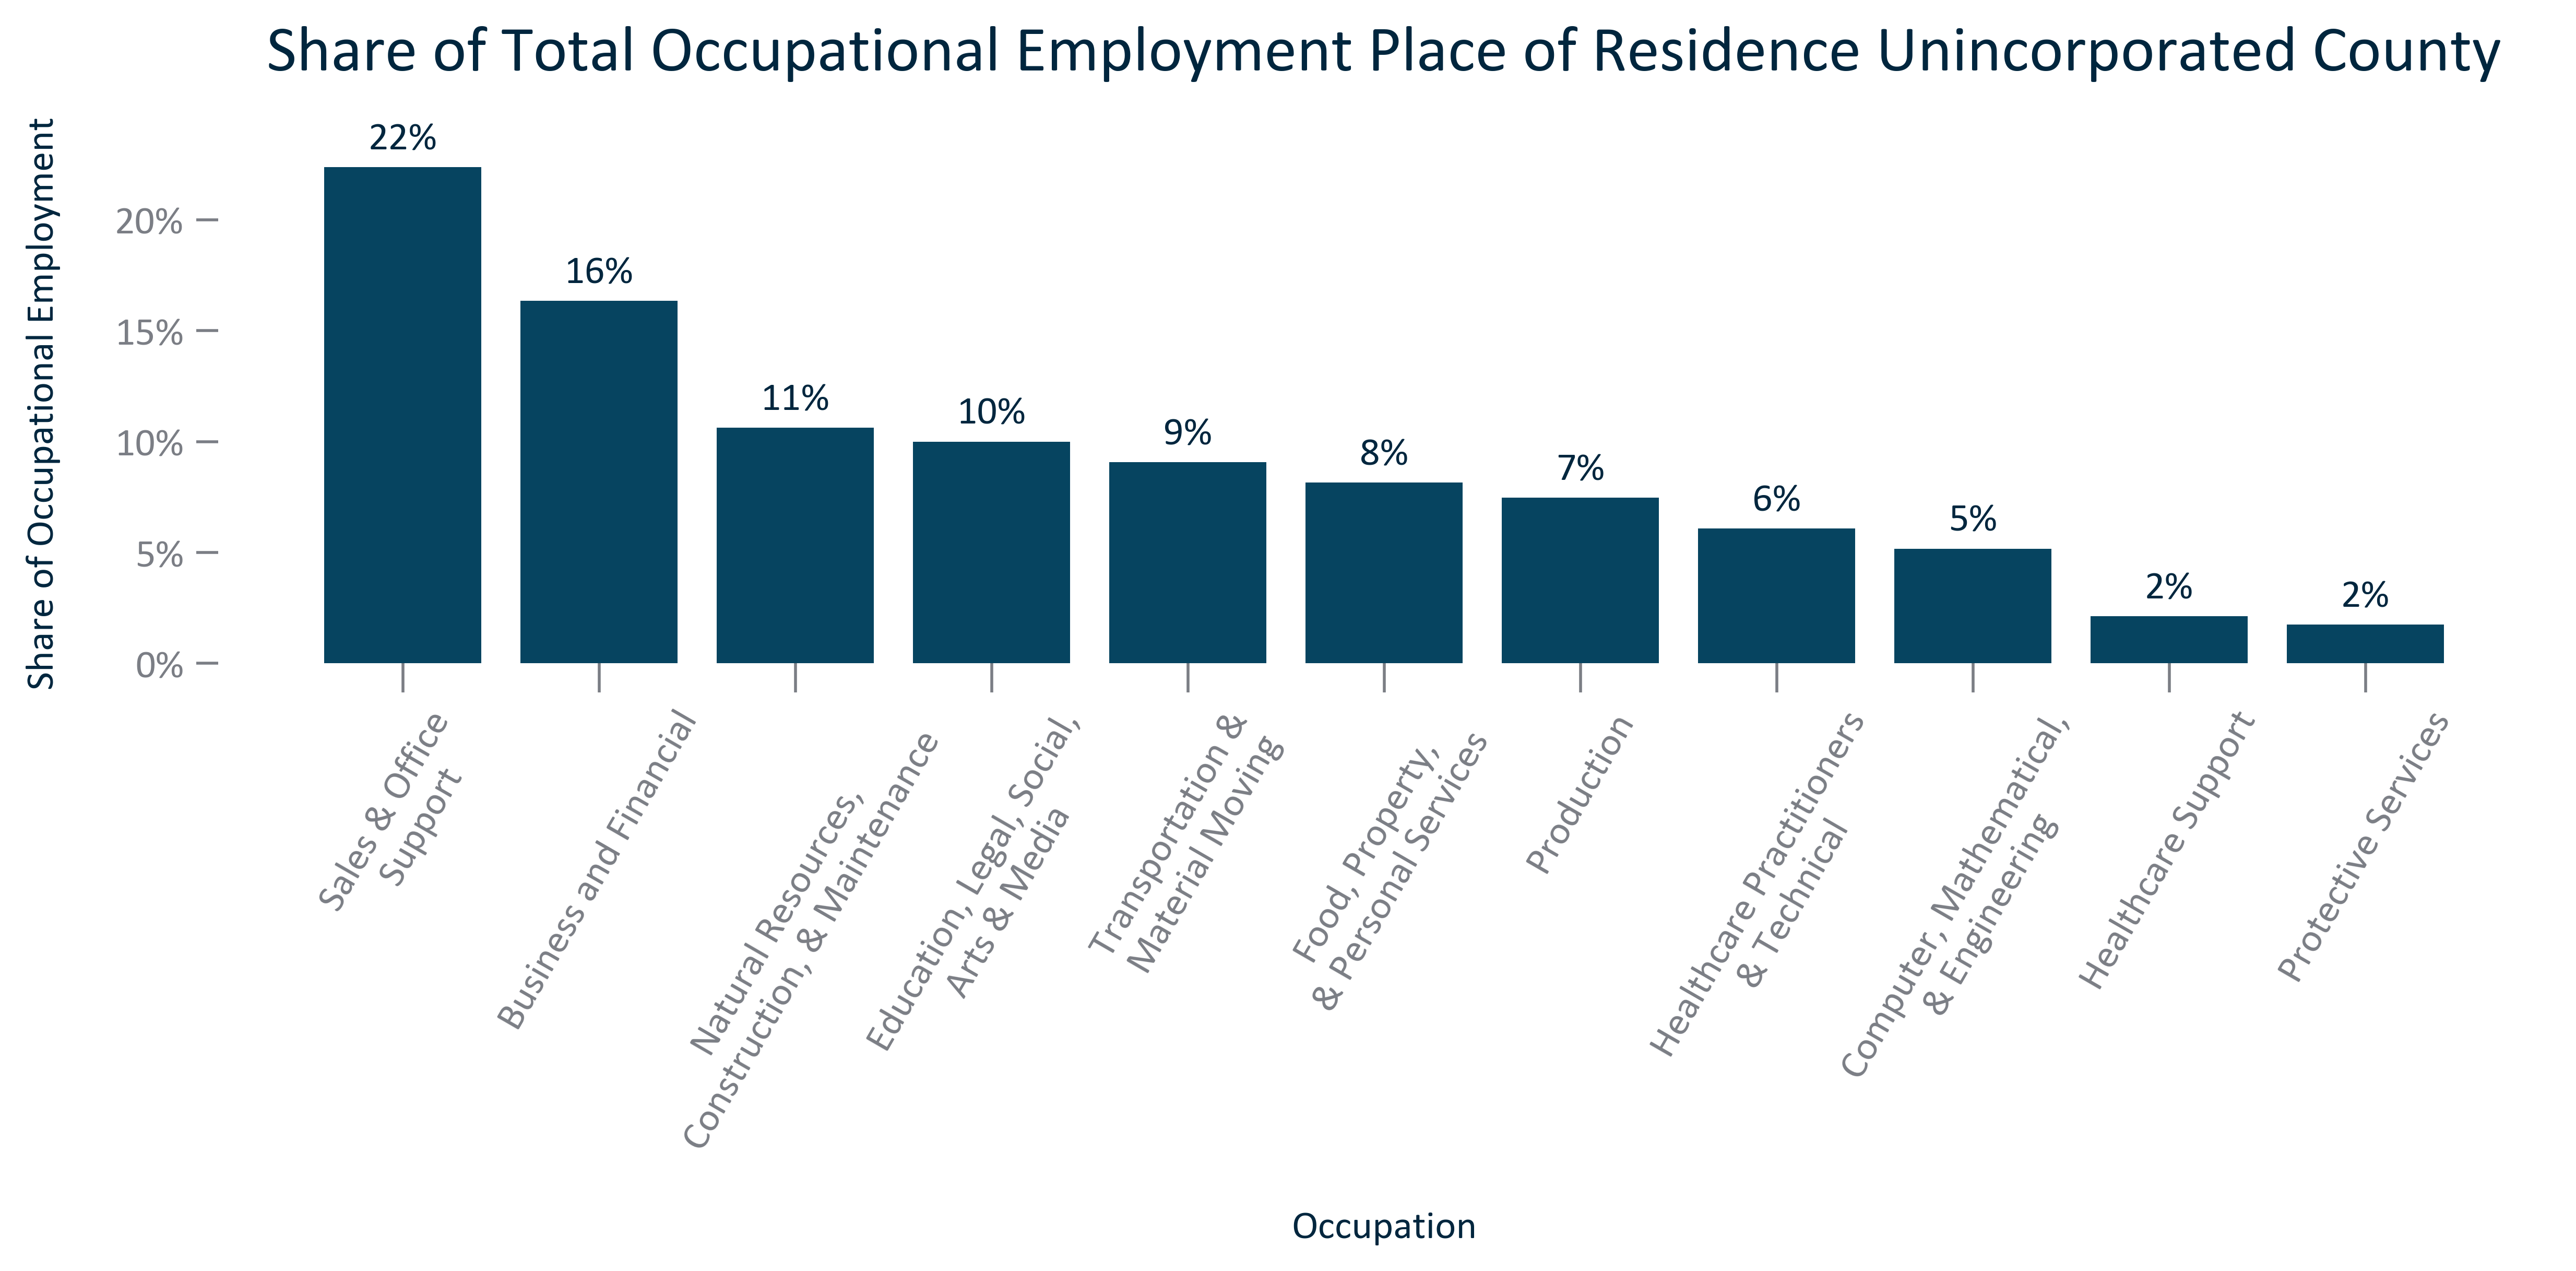 Share of Total Occupational Employment Place of Residence Unincorporated County
Share of Occupational Employment
20%
15%
10%
5%
0%
22%
16%
11%
10%
9%
8%
7%
6%
5%
2%
2%
Sales & Office
Support
Business and Financial
Natural Resources,
Construction, & Maintenance
Education, Legal, Social,
Arts & Media
Transportation &
Material Moving
Food, Property,
& Personal Services
Production
Healthcare Practitioners
& Technical
Computer, Mathematical,
& Engineering
Healthcare Support
Protective Services
Occupation